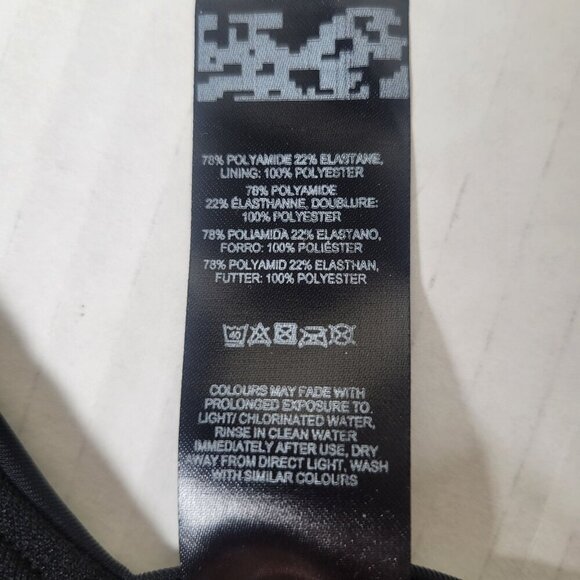 78% POLYAMIDE 22% ELASTANE,
LINING: 100% POLYESTER
78% POLYAMIDE
22% ÉLASTHANNE, DOUBLURE:
100% POLYESTER
78% POLIAMIDA 22% ELASTANO,
FORRO: 100% POLIÉSTER
78% POLYAMID 22% ELASTHAN,
FUTTER: 100% POLYESTER
40
COLOURS MAY FADE WITH
PROLONGED EXPOSURE TO
LIGHT/ CHLORINATED WATER,
RINSE IN CLEAN WATER
IMMEDIATELY AFTER USE, DRY
WAY FROM DIRECT LIGHT, WASH
WITH SIMILAR COLOURS